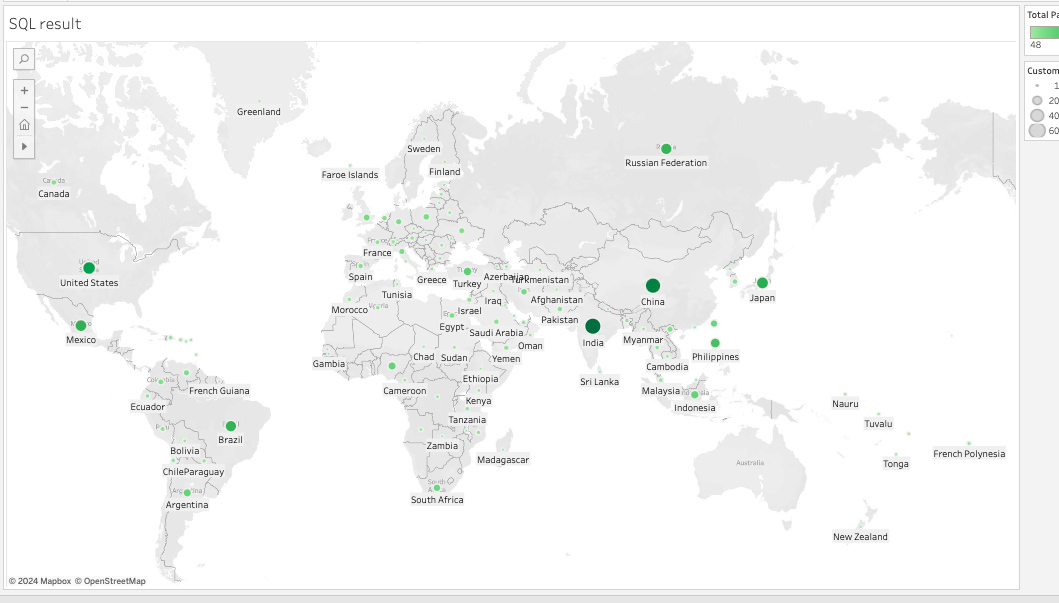 SQL result
Total Pa
48
Custom
1
20
40
60
Greenland
Sweden
Finland
Faroe Islands
Russian Federation
Canada
Canada
France
Spain
Greece
Turkey
Azerbaijan
Turkmenistan
United States
Tunisia
Iraq
Afghanistan
China
Japan
Morocco
Israel
Pakistan
Egypt
Saudi Arabia
Mexico
Oman
India
Myanmar
Philippines
Gambia
Chad
Sudan
Yemen
Cambodia
Ethiopia
Sri Lanka
French Guiana
Cameroon
Malaysia
Kenya
Ecuador
Indonesia
Nauru
Tanzania
Tuvalu
Brazil
Zambia
Bolivia
French Polynesia
Madagascar
Tonga
Australia
Chile
Paraguay
South Africa
Argentina
New Zealand
© 2024 Mapbox © OpenStreetMap